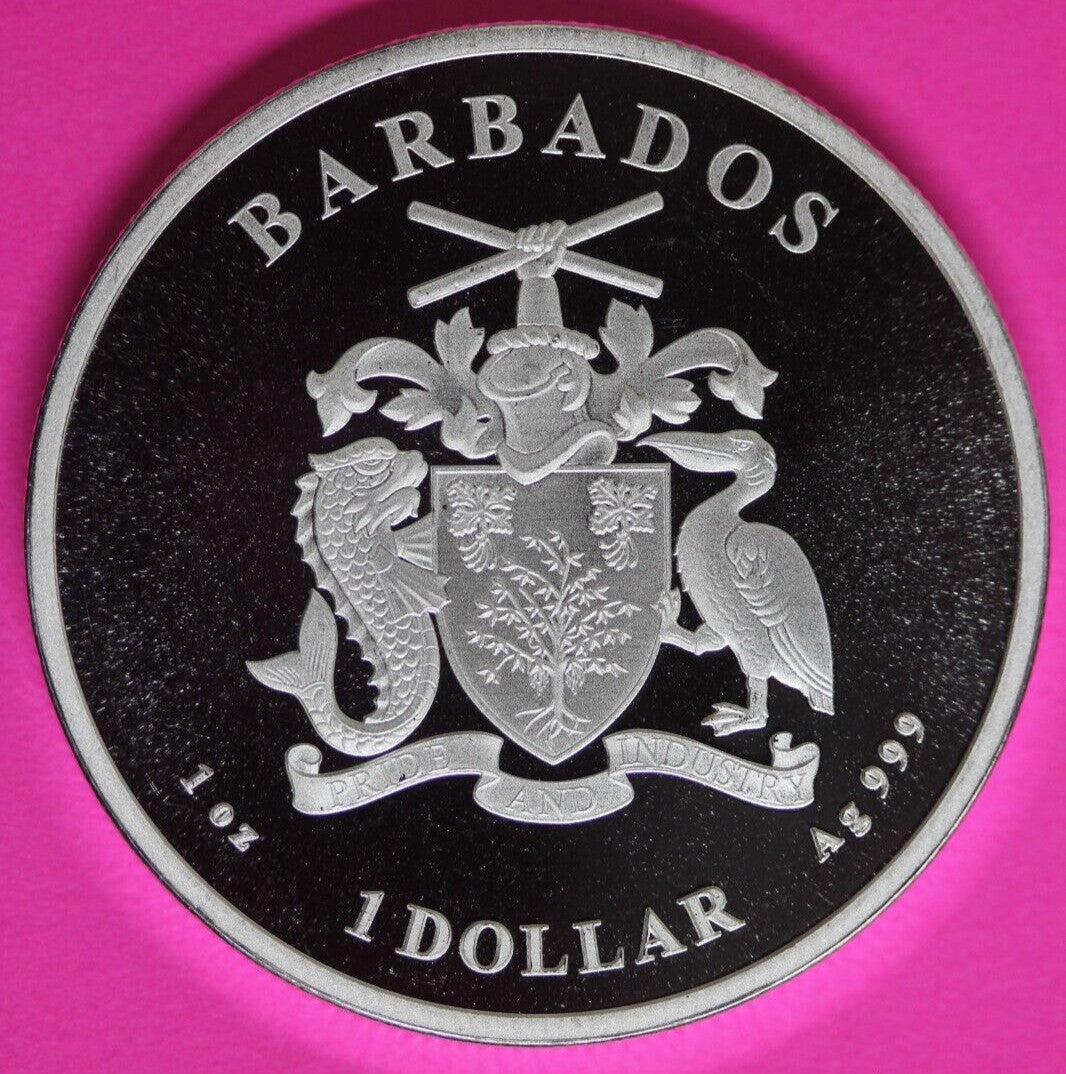 BARBADOS
PRIDE AND INDUSTRY
1 oz
Ag 999
1 DOLLAR